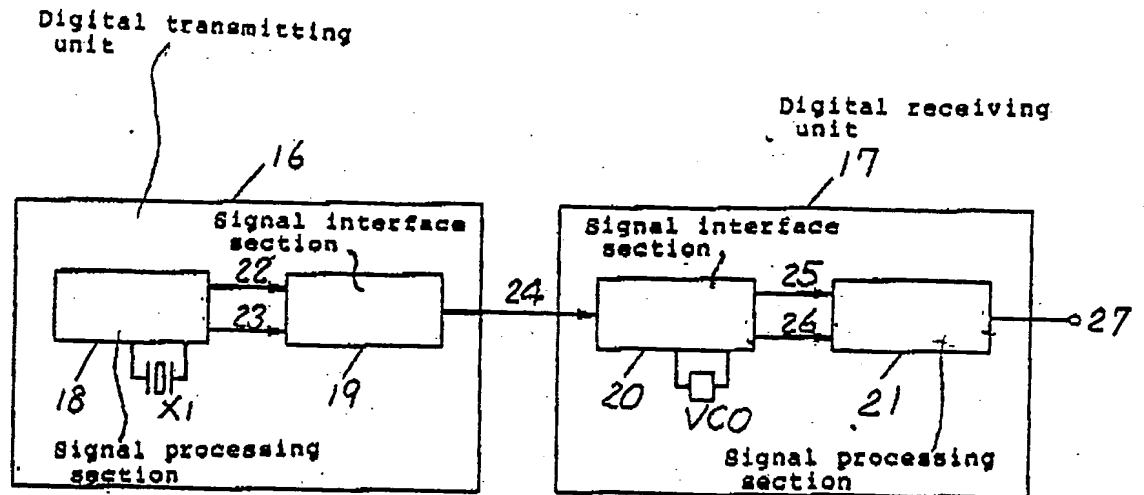 Digital transmitting
unit
Digital receiving
unit
16
17
Signal interface
section
Signal interface
section
22
23
24
25
26
27
18
X1
19
20
VCO
21
Signal processing
section
Signal processing
section